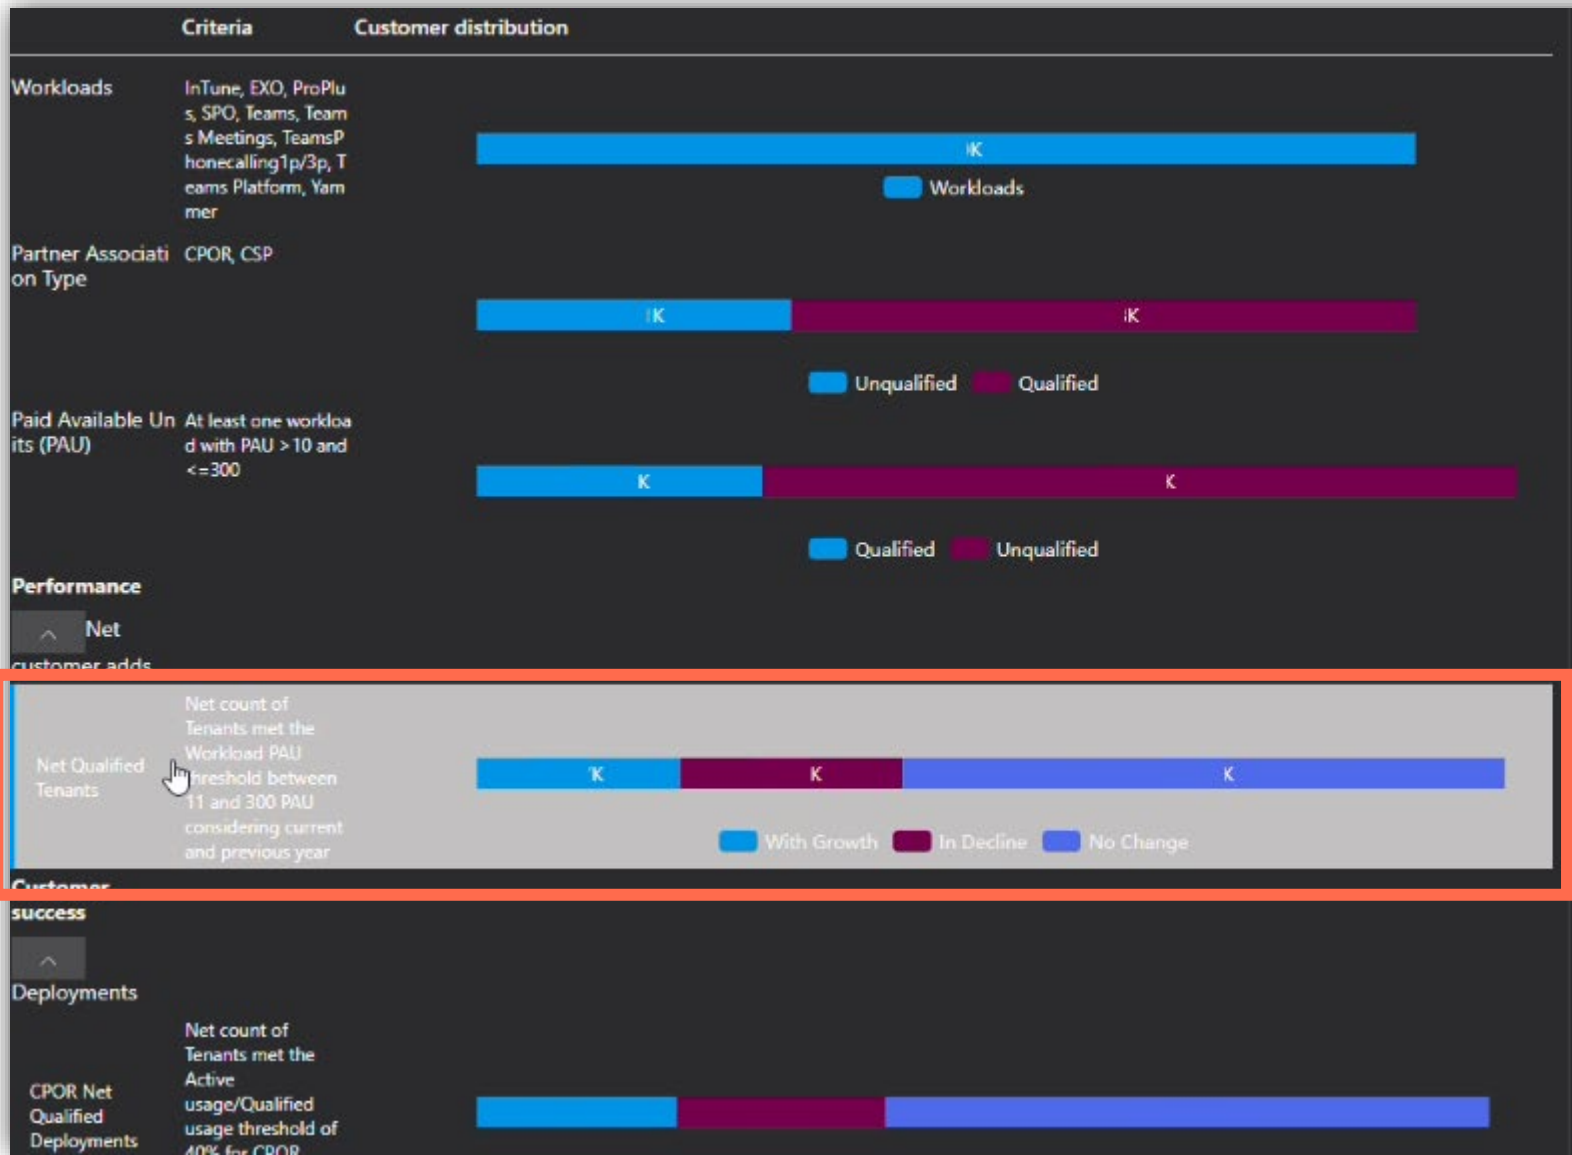 Criteria
Customer distribution
Workloads
InTune, EXO, ProPlu
s, SPO, Teams, Team
s Meetings, TeamsP
honecalling1p/3p, T
eams Platform, Yam
mer
K
Workloads
Partner Associati
on Type
CPOR, CSP
K
K
Unqualified
Qualified
Paid Available Un
its (PAU)
At least one workloa
d with PAU >10 and
<=300
K
K
Qualified
Unqualified
Performance
Net
customer adds
Net Qualified
Tenants
Net count of
Tenants met the
Workload PAU
threshold between
11 and 300 PAU
considering current
and previous year
K
K
K
With Growth
In Decline
No Change
Customer
success
Deployments
CPOR Net
Qualified
Deployments
Net count of
Tenants met the
Active
usage/Qualified
usage threshold of
40% for CPOR